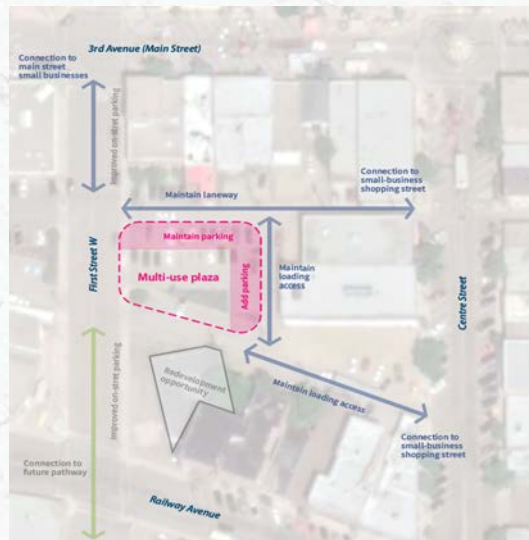 3rd Avenue (Main Street)
Connection to
main street
small businesses
Improved on-stret parking
Connection to
small-business
shopping street
Maintain laneway
Maintain parking
First Street W
Multi-use plaza
Add parking
Maintain
loading
access
Centre Street
Improved on-stret parking
Redevelopment
opportunity
Maintain loading access
Connection to
small-business
shopping street
Connection to
future pathway
Railway Avenue